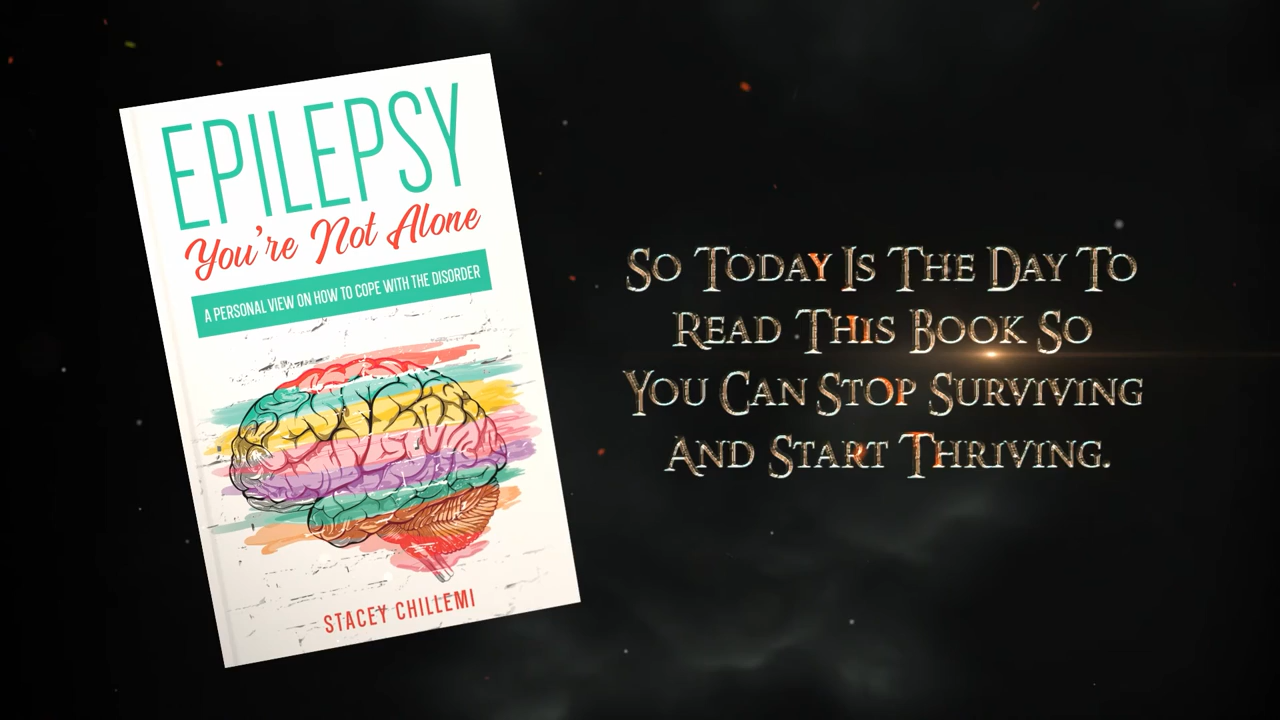 EPILEPSY
You're Not Alone
A PERSONAL VIEW ON HOW TO COPE WITH THE DISORDER
STACEY CHILLEMI
So Today Is The Day To
Read This Book So
You Can Stop Surviving
And Start Thriving.